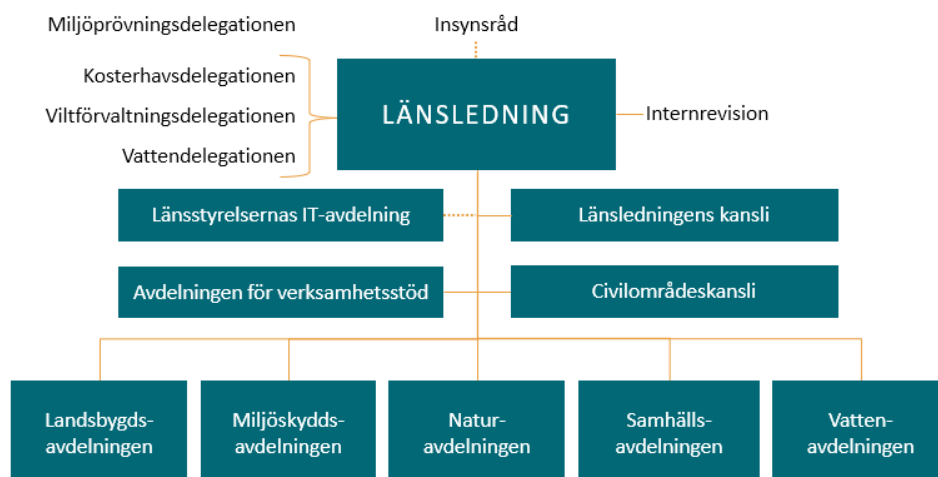 Miljöprövningsdelegationen
Insynsråd
Kosterhavsdelegationen
Viltförvaltningsdelegationen
Vattendelegationen
LÄNSLEDNING
Internrevision
Länsstyrelsernas IT-avdelning
Länsledningens kansli
Avdelningen för verksamhetsstöd
Civilområdeskansli
Landsbygds-
avdelningen
Miljöskydds-
avdelningen
Natur-
avdelningen
Samhälls-
avdelningen
Vatten-
avdelningen